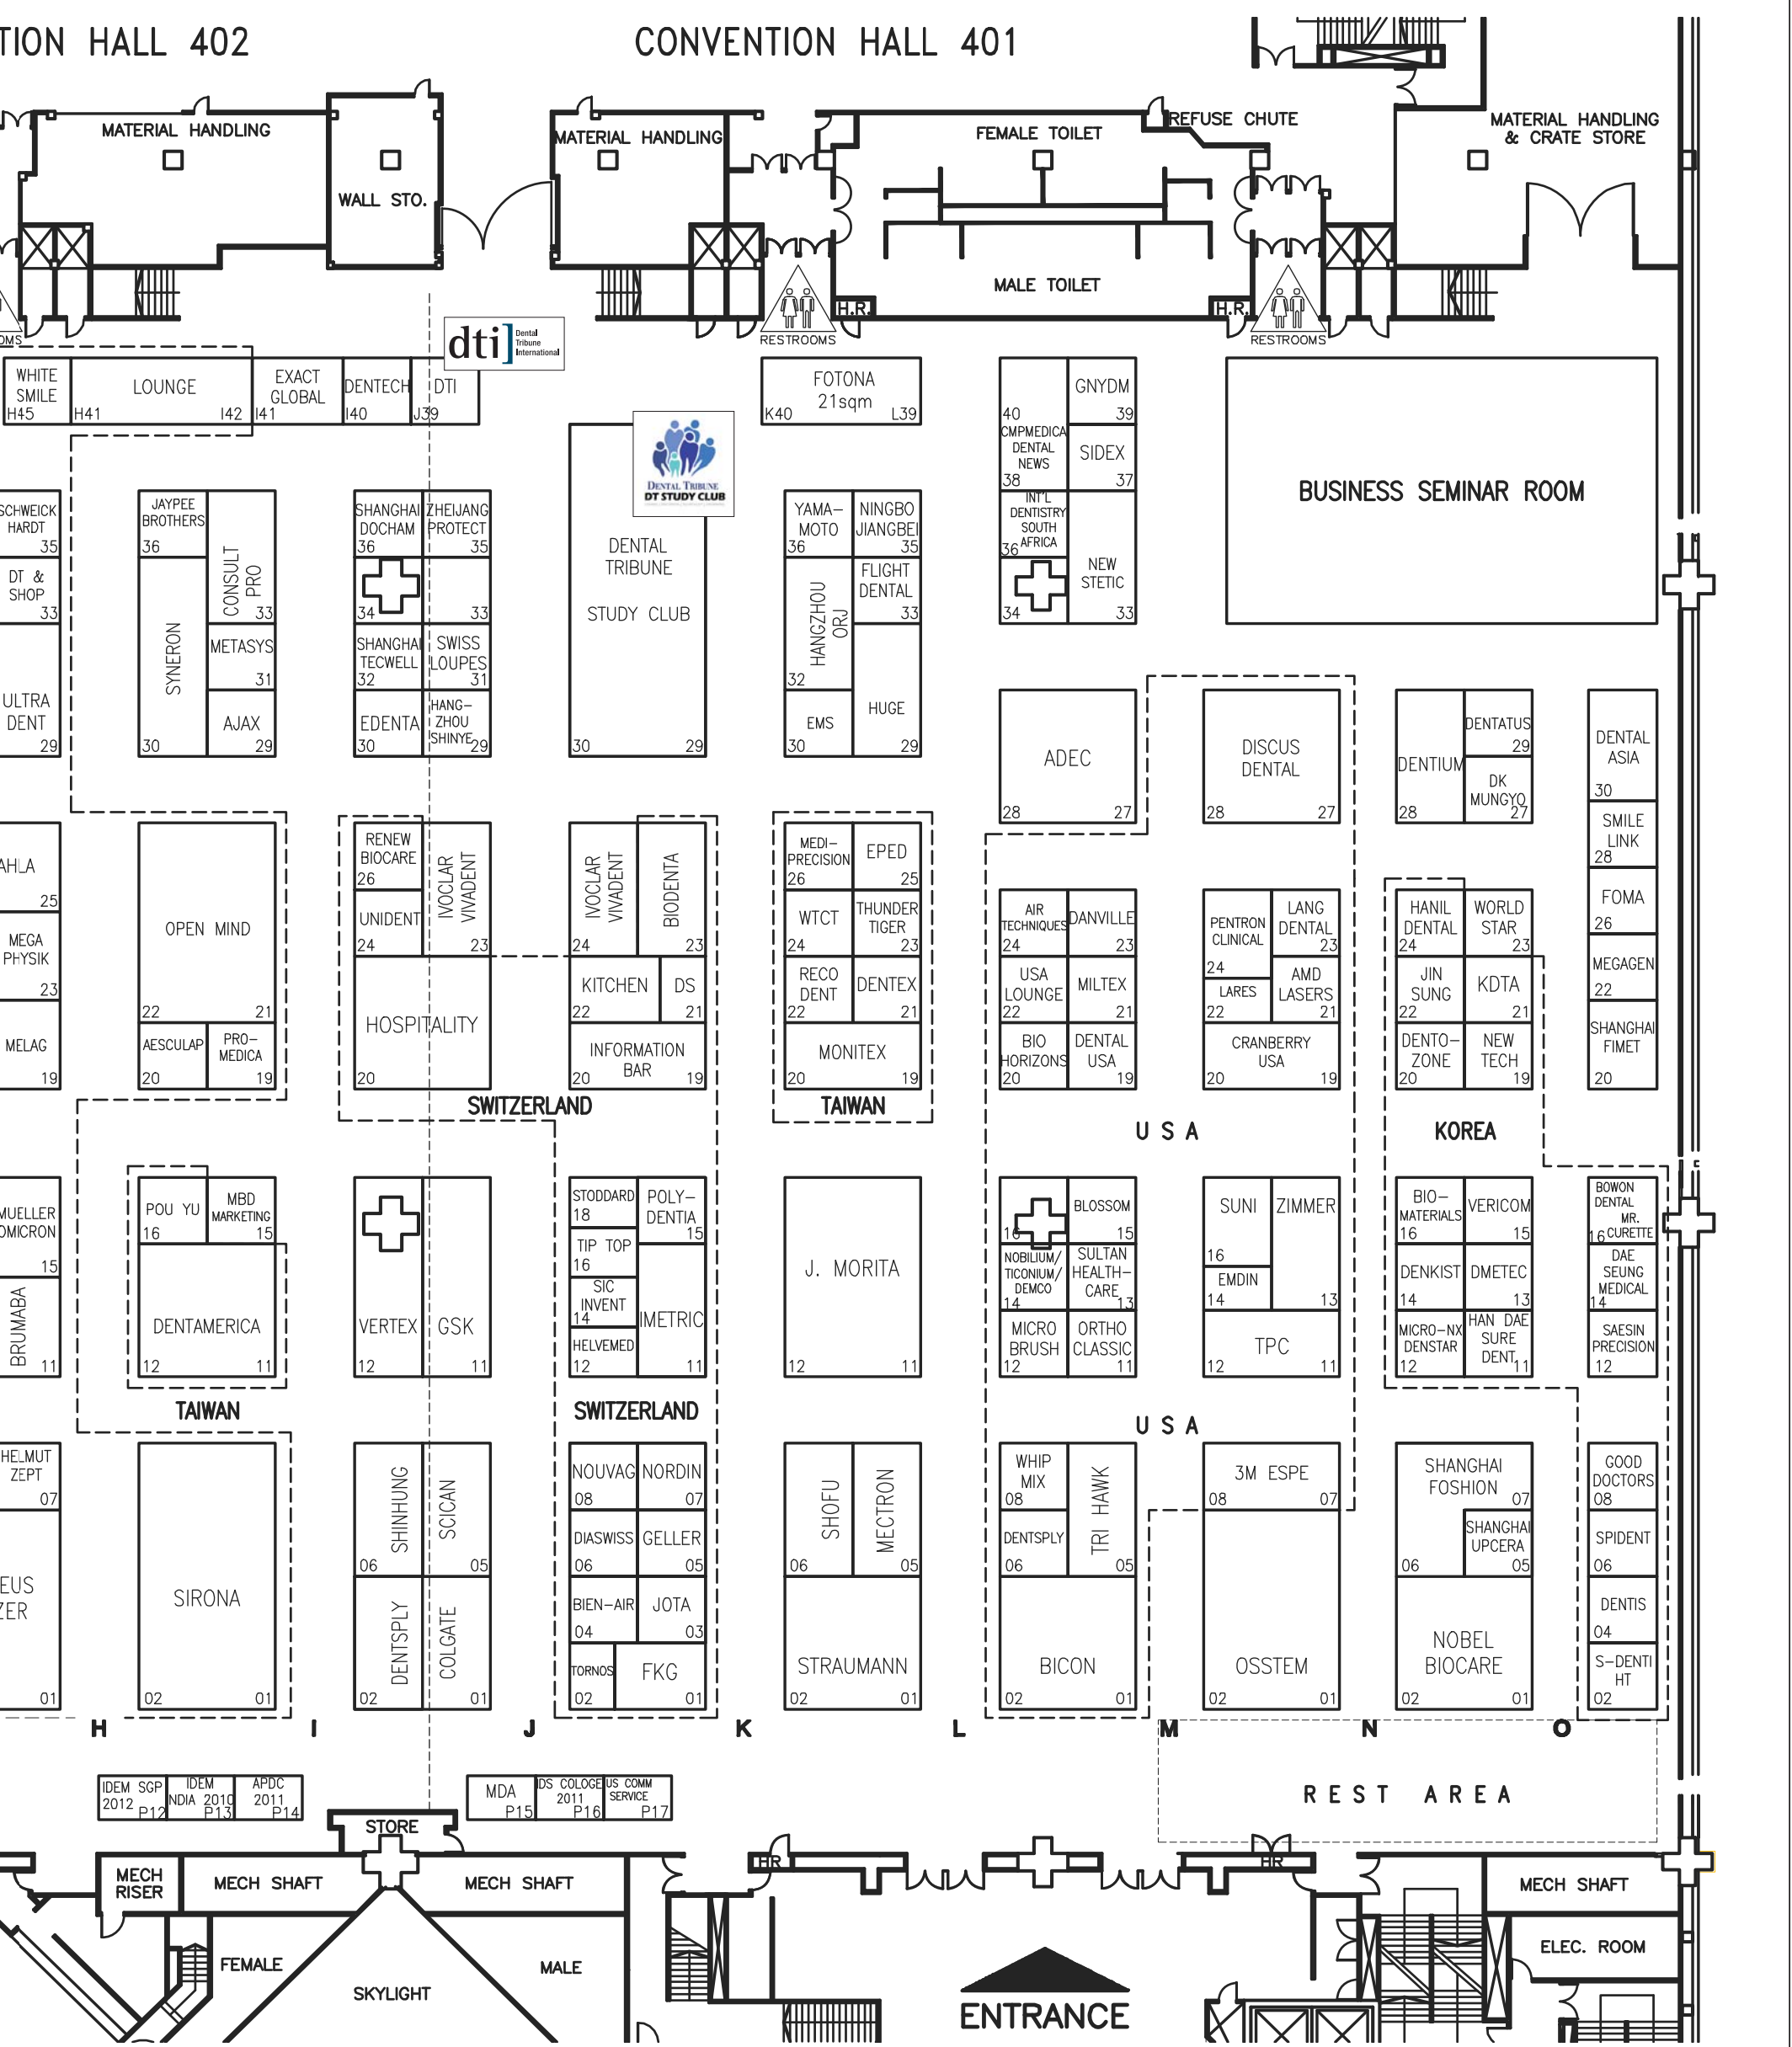 TION HALL 402
CONVENTION HALL 401
MATERIAL HANDLING
WALL STO.
MATERIAL HANDLING
FEMALE TOILET
REFUSE CHUTE
MATERIAL HANDLING
& CRATE STORE
MALE TOILET
H.R.
H.R.
OMS
RESTROOMS
RESTROOMS
dti]
Dental
Tribune
International
WHITE
SMILE
H45
LOUNGE
H41
I42
EXACT
GLOBAL
I41
DENTECH
I40
DTI
J39
FOTONA
21sqm
K40
L39
40
GNYDM
39
CMPMEDICA
DENTAL
NEWS
38
SIDEX
37
INT'L
DENTISTRY
SOUTH
AFRICA
36
34
NEW
STETIC
33
BUSINESS SEMINAR ROOM
DENTAL TRIBUNE
DT STUDY CLUB
SCHWEICK
HARDT
35
DT &
SHOP
33
ULTRA
DENT
29
JAYPEE
BROTHERS
36
CONSULT
PRO
33
SYNERON
30
METASYS
31
AJAX
29
SHANGHAI
DOCHAM
36
ZHEIJANG
PROTECT
35
34
33
SHANGHAI
TECWELL
32
SWISS
LOUPES
31
EDENTA
30
HANG-
ZHOU
SHINYE
29
DENTAL
TRIBUNE
STUDY CLUB
30
29
YAMA-
MOTO
36
NINGBO
JIANGBEI
35
HANGZHOU
ORJ
32
FLIGHT
DENTAL
33
EMS
30
HUGE
29
ADEC
28
27
DISCUS
DENTAL
28
27
DENTIUM
28
DENTATUS
29
DK
MUNGYO
27
DENTAL
ASIA
30
SMILE
LINK
28
FOMA
26
MEGAGEN
22
SHANGHAI
FIMET
20
AHLA
25
MEGA
PHYSIK
23
MELAG
19
OPEN MIND
22
21
AESCULAP
20
PRO-
MEDICA
19
RENEW
BIOCARE
26
UNIDENT
24
IVOCLAR
VIVADENT
23
HOSPITALITY
20
IVOCLAR
VIVADENT
24
BIODENTA
23
KITCHEN
22
DS
21
INFORMATION
BAR
20
19
SWITZERLAND
MEDI-
PRECISION
26
EPED
25
WTCT
24
THUNDER
TIGER
23
RECO
DENT
22
DENTEX
21
MONITEX
20
19
TAIWAN
AIR
TECHNIQUES
24
DANVILLE
23
USA
LOUNGE
22
MILTEX
21
BIO
HORIZONS
20
DENTAL
USA
19
PENTRON
CLINICAL
24
LANG
DENTAL
23
LARES
22
AMD
LASERS
21
CRANBERRY
USA
20
19
U S A
HANIL
DENTAL
24
WORLD
STAR
23
JIN
SUNG
22
KDTA
21
DENTO-
ZONE
20
NEW
TECH
19
KOREA
MUELLER
OMICRON
15
BRUMABA
11
POU YU
16
MBD
MARKETING
15
DENTAMERICA
12
11
TAIWAN
VERTEX
12
GSK
11
STODDARD
18
POLY-
DENTIA
15
TIP TOP
16
SIC
INVENT
14
IMETRIC
11
HELVEMED
12
SWITZERLAND
J. MORITA
12
11
16
BLOSSOM
15
NOBILIUM/
TICONIUM/
DEMCO
14
SULTAN
HEALTH-
CARE
13
MICRO
BRUSH
12
ORTHO
CLASSIC
11
SUNI
16
ZIMMER
13
EMDIN
14
TPC
12
11
U S A
BIO-
MATERIALS
16
VERICOM
15
DENKIST
14
DMETEC
13
MICRO-NX
DENSTAR
12
HAN DAE
SURE
DENT
11
BOWON
DENTAL
MR.
CURETTE
16
DAE
SEUNG
MEDICAL
14
SAESIN
PRECISION
12
HELMUT
ZEPT
07
EUS
ZER
01
SIRONA
02
01
SHINHUNG
06
SCICAN
05
DENTSPLY
02
COLGATE
01
NOUVAG
08
NORDIN
07
DIASWISS
06
GELLER
05
BIEN-AIR
04
JOTA
03
TORNOS
02
FKG
01
SHOFU
06
MECTRON
05
STRAUMANN
02
01
WHIP
MIX
08
TRI HAWK
05
DENTSPLY
06
BICON
02
01
3M ESPE
08
07
OSSTEM
02
01
SHANGHAI
FOSHION
07
06
SHANGHAI
UPCERA
05
NOBEL
BIOCARE
02
01
GOOD
DOCTORS
08
SPIDENT
06
DENTIS
04
S-DENTI
HT
02
H
I
J
K
L
M
N
O
IDEM SGP
2012
P12
IDEM
NDIA 2010
P13
APDC
2011
P14
MDA
P15
IDS COLOGE
2011
P16
US COMM
SERVICE
P17
REST AREA
STORE
MECH
RISER
MECH SHAFT
MECH SHAFT
HR
HR
MECH SHAFT
FEMALE
SKYLIGHT
MALE
ELEC. ROOM
ENTRANCE